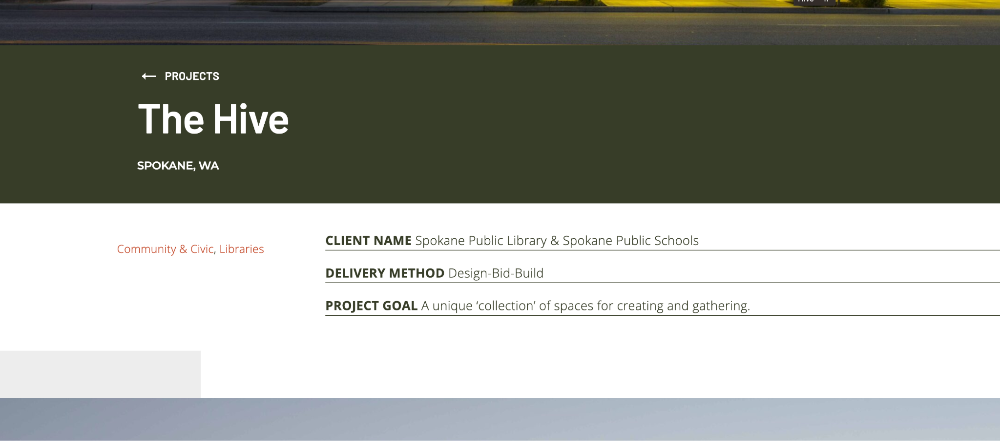 PROJECTS
The Hive
SPOKANE, WA
Community & Civic, Libraries
CLIENT NAME Spokane Public Library & Spokane Public Schools
DELIVERY METHOD Design-Bid-Build
PROJECT GOAL A unique ‘collection’ of spaces for creating and gathering.